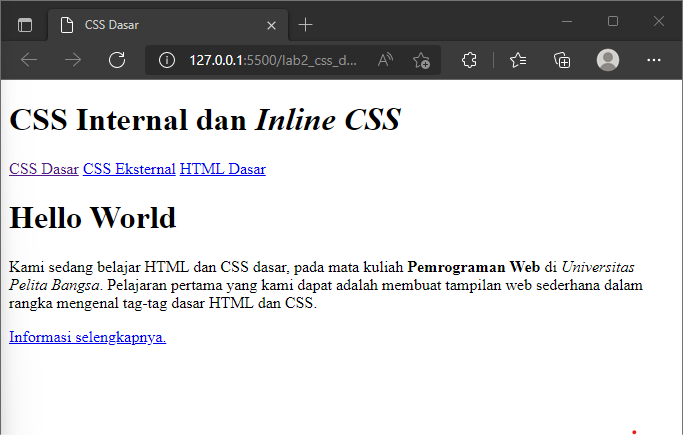 CSS Dasar
127.0.0.1:5500/lab2_css_d...
CSS Internal dan Inline CSS
CSS Dasar CSS Eksternal HTML Dasar
Hello World
Kami sedang belajar HTML dan CSS dasar, pada mata kuliah Pemrograman Web di Universitas
Pelita Bangsa. Pelajaran pertama yang kami dapat adalah membuat tampilan web sederhana dalam
rangka mengenal tag-tag dasar HTML dan CSS.
Informasi selengkapnya.